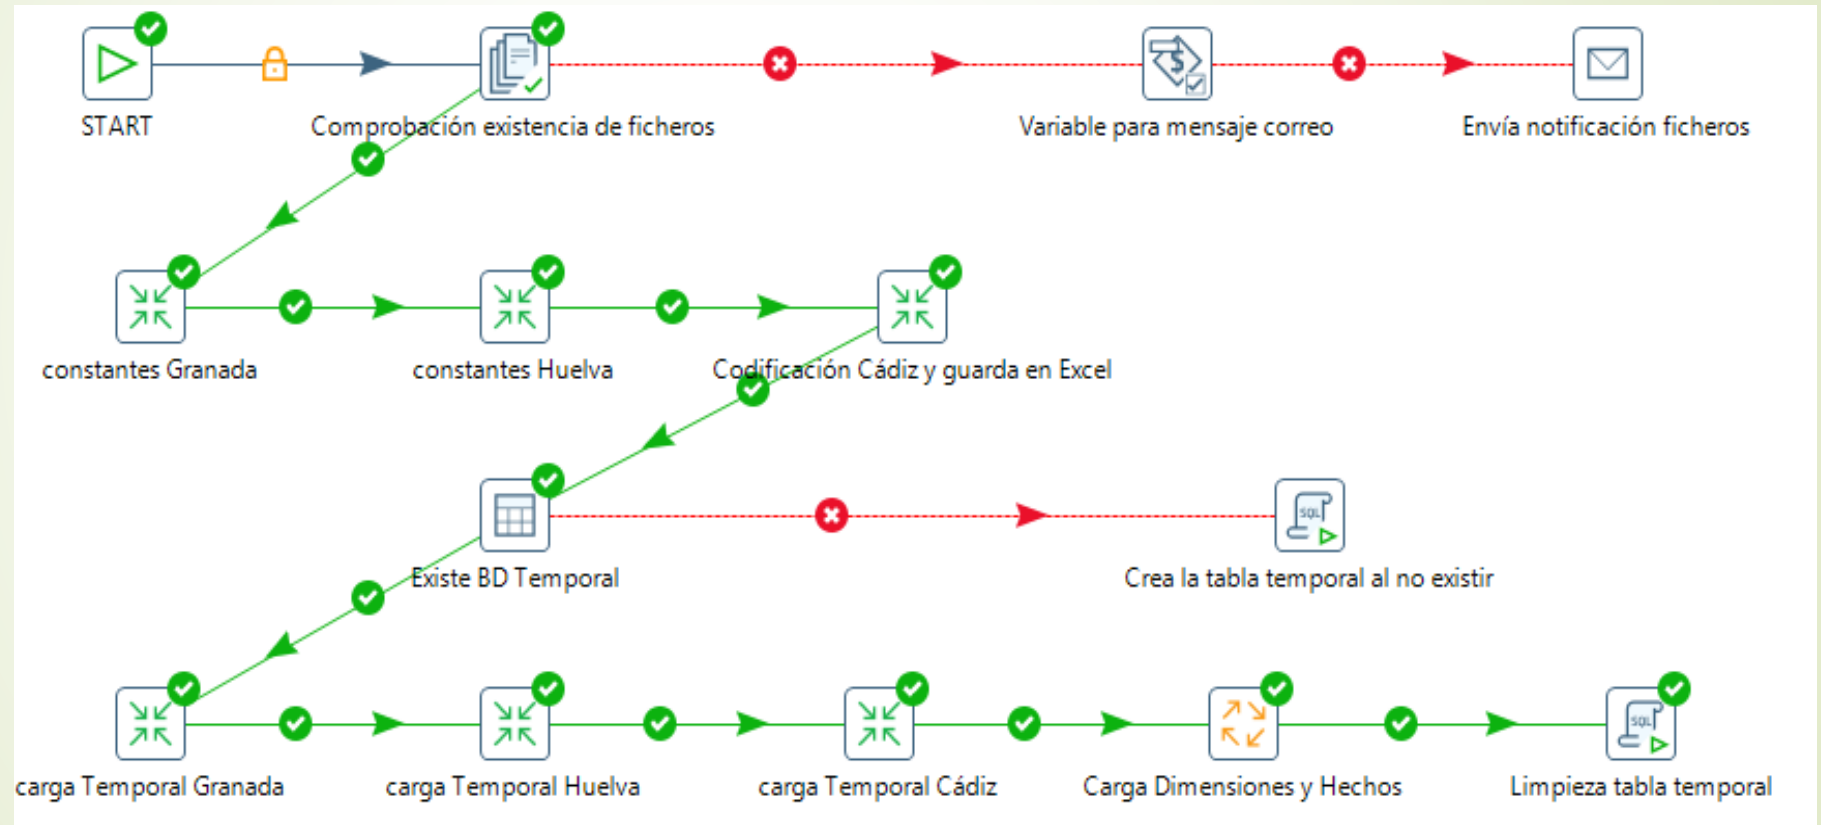 START
Comprobación existencia de ficheros
Variable para mensaje correo
Envía notificación ficheros
constantes Granada
constantes Huelva
Codificación Cádiz y guarda en Excel
Existe BD Temporal
SQL
Crea la tabla temporal al no existir
carga Temporal Granada
carga Temporal Huelva
carga Temporal Cádiz
Carga Dimensiones y Hechos
SQL
Limpieza tabla temporal